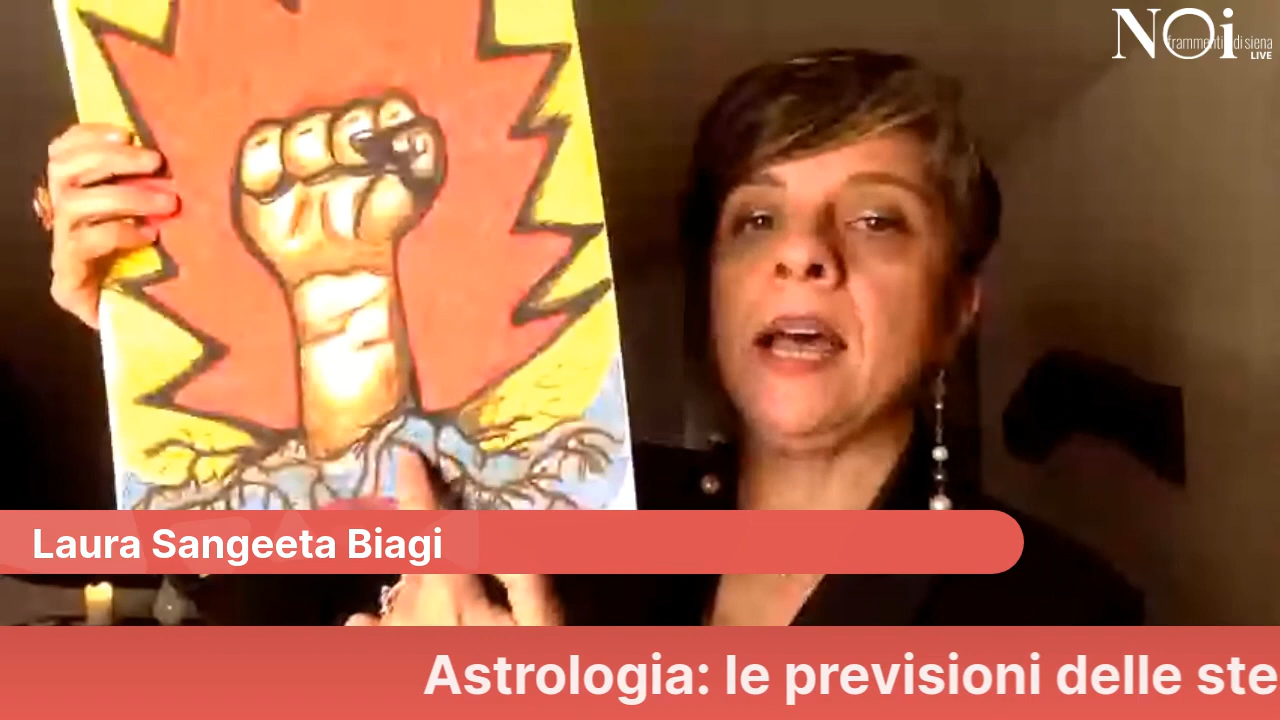 NOi
frammenti di siena
LIVE
Laura Sangeeta Biagi
Astrologia: le previsioni delle ste